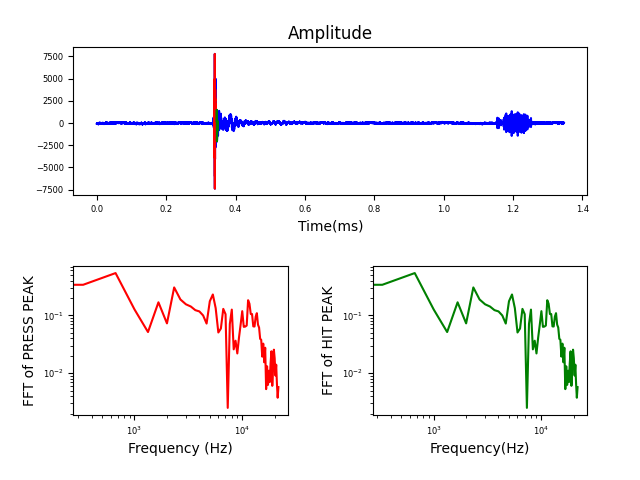 Amplitude
7500
5000
2500
0
−2500
−5000
−7500
0.0 0.2 0.4 0.6 0.8 1.0 1.2 1.4
Time(ms)
FFT of PRESS PEAK
10⁻¹
10⁻²
10³ 10⁴
Frequency (Hz)
FFT of HIT PEAK
10⁻¹
10⁻²
10³ 10⁴
Frequency(Hz)